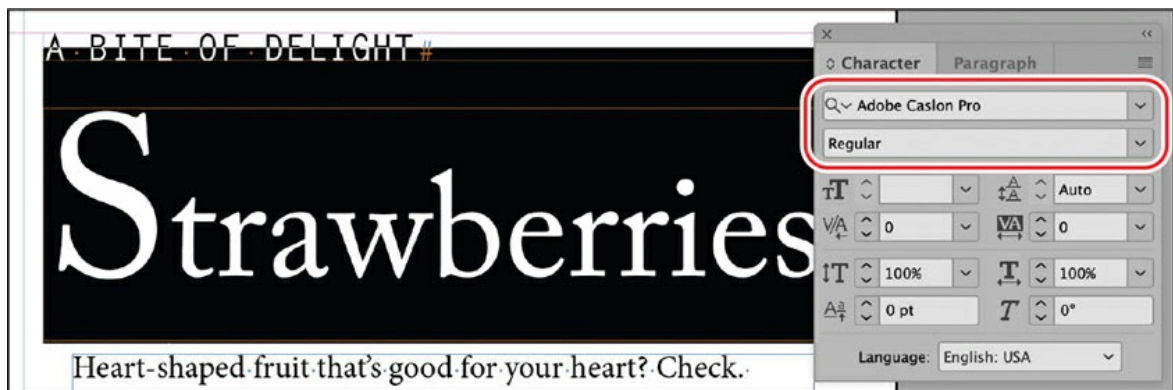 A BITE OF DELIGHT#
Strawberries
Heart-shaped fruit that’s good for your heart? Check.
Character Paragraph
Adobe Caslon Pro
Regular
Auto
0 0
100% 100%
0 pt 0°
Language: English: USA